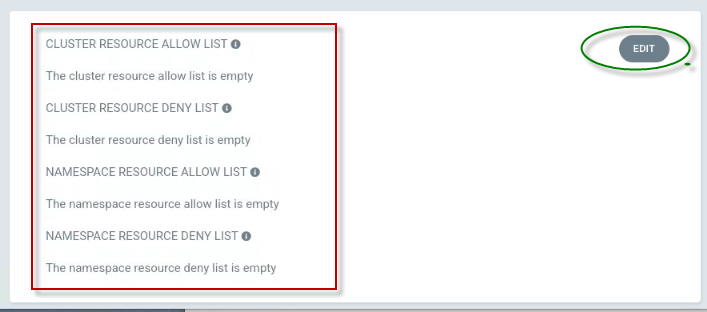 CLUSTER RESOURCE ALLOW LIST
EDIT
The cluster resource allow list is empty
CLUSTER RESOURCE DENY LIST
The cluster resource deny list is empty
NAMESPACE RESOURCE ALLOW LIST
The namespace resource allow list is empty
NAMESPACE RESOURCE DENY LIST
The namespace resource deny list is empty